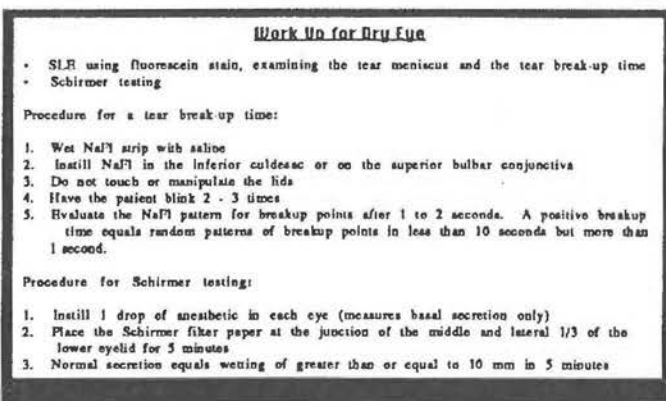 Work Up for Dry Eye
• SLE using fluorescein stain, examining the tear meniscus and the tear break-up time
• Schirmer testing
Procedure for a tear break-up time:
1. Wet NaFl strip with saline
2. Instill NaFl in the inferior culdesac or on the superior bulbar conjunctiva
3. Do not touch or manipulate the lids
4. Have the patient blink 2 - 3 times
5. Evaluate the NaFl pattern for breakup points after 1 to 2 seconds. A positive breakup
time equals random patterns of breakup points in less than 10 seconds but more than
1 second.
Procedure for Schirmer testing:
1. Instill 1 drop of anesthetic in each eye (measures basal secretion only)
2. Place the Schirmer filter paper at the junction of the middle and lateral 1/3 of the
lower eyelid for 5 minutes
3. Normal secretion equals wetting of greater than or equal to 10 mm in 5 minutes